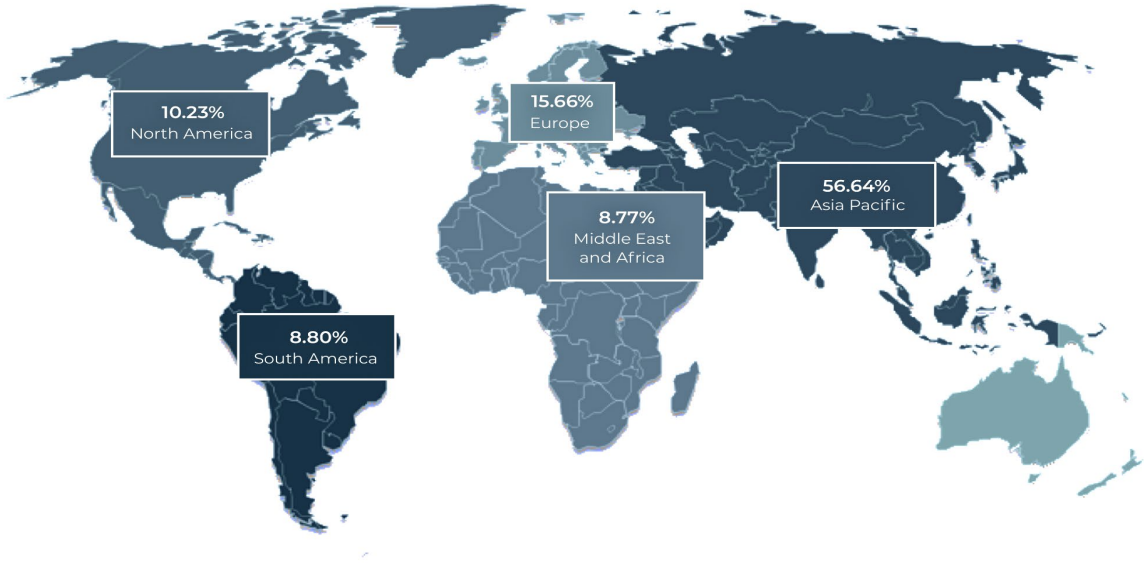 10.23%
North America
15.66%
Europe
56.64%
Asia Pacific
8.77%
Middle East
and Africa
8.80%
South America